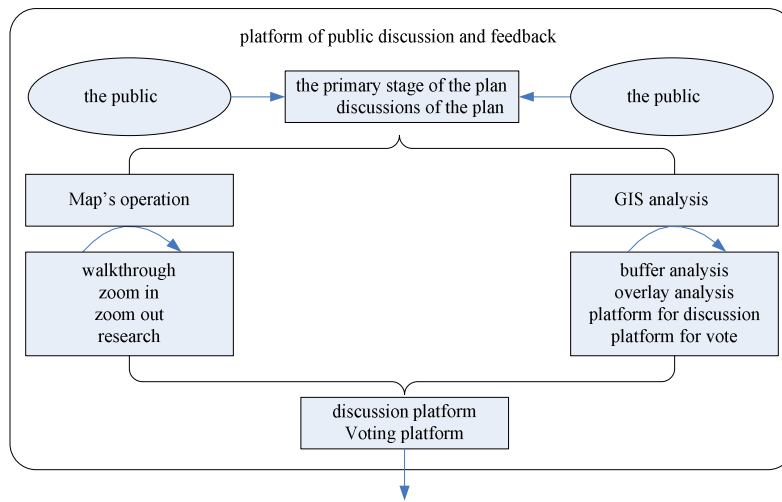 platform of public discussion and feedback
the public
the primary stage of the plan
discussions of the plan
the public
Map's operation
GIS analysis
walkthrough
zoom in
zoom out
research
buffer analysis
overlay analysis
platform for discussion
platform for vote
discussion platform
Voting platform